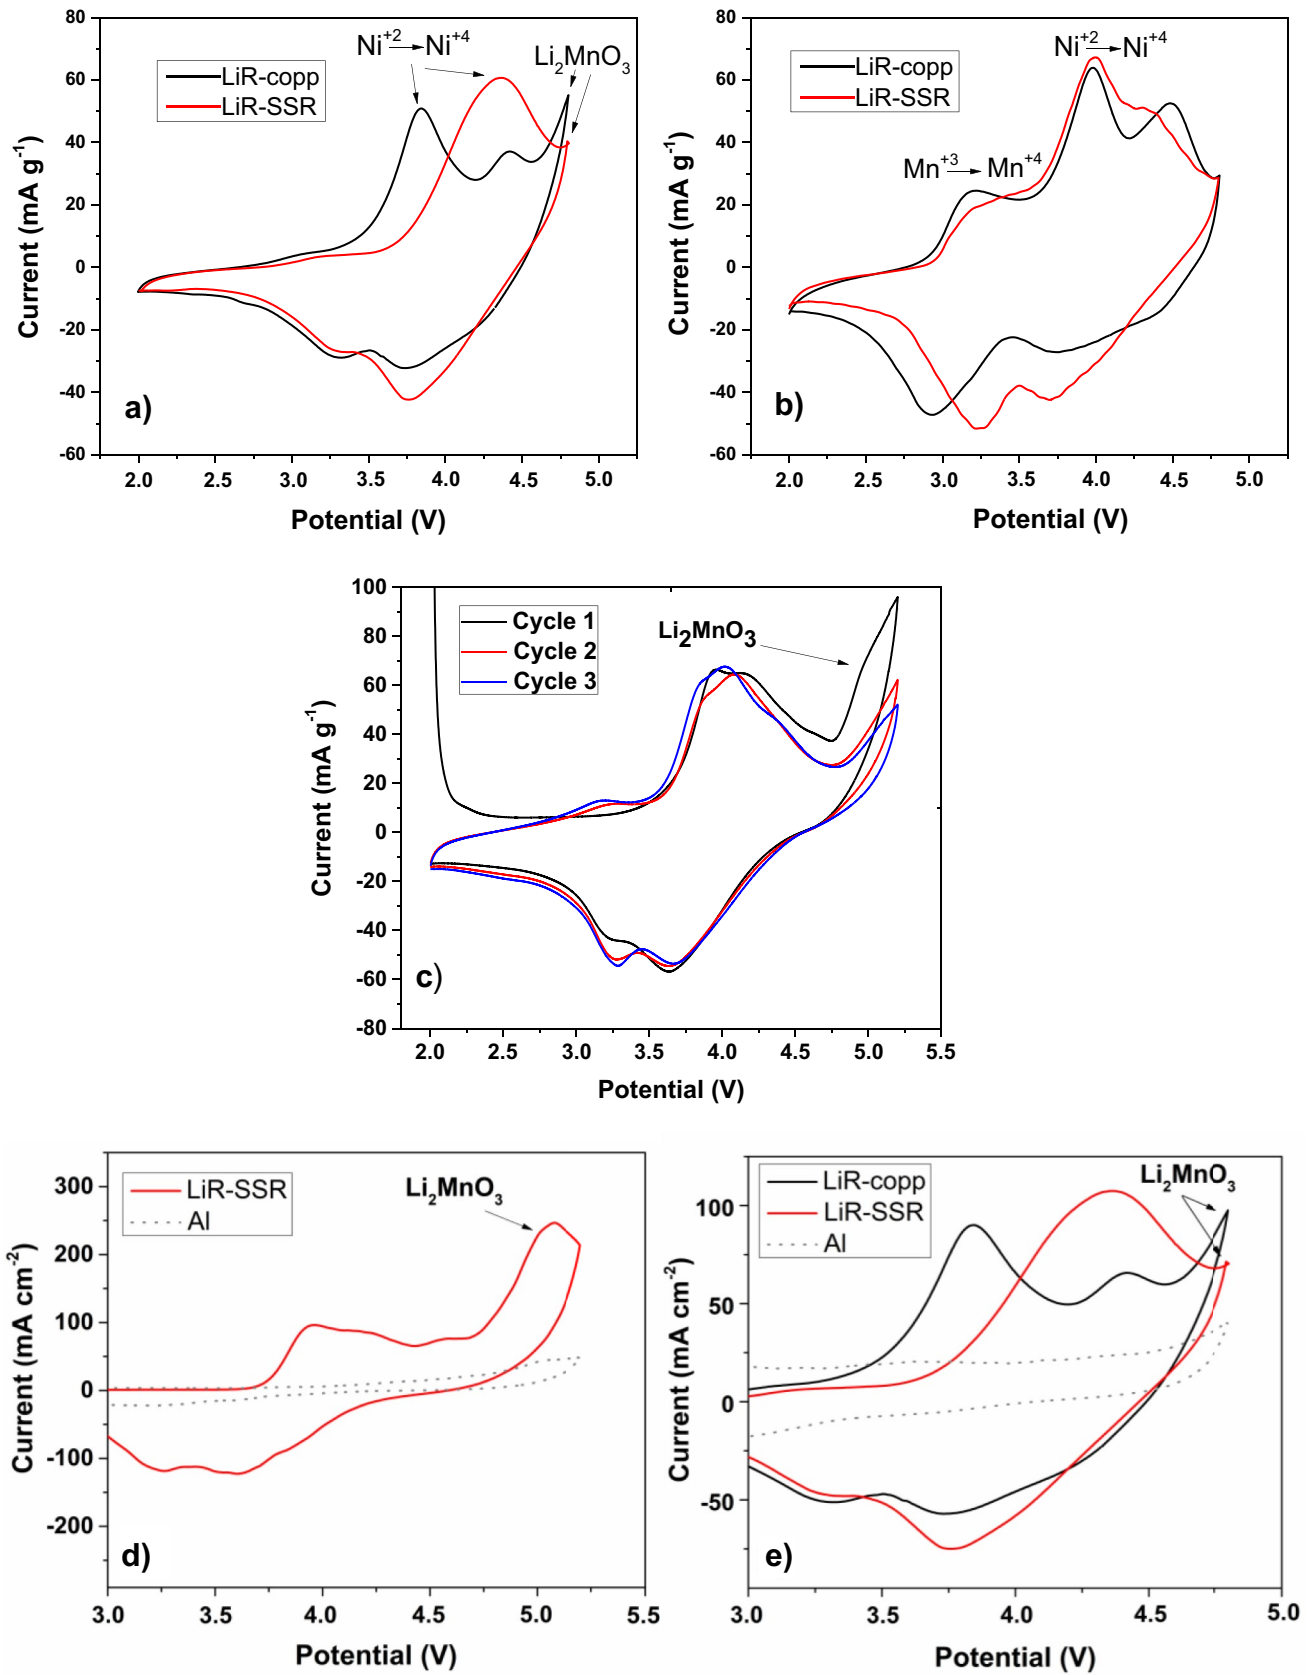 LiR-copp
LiR-SSR
Ni+2 → Ni+4
Li2MnO3
80
60
40
20
0
-20
-40
-60
2.0 2.5 3.0 3.5 4.0 4.5 5.0
Current (mA g-1)
Potential (V)
a)
LiR-copp
LiR-SSR
Ni+2 → Ni+4
Mn+3 → Mn+4
80
60
40
20
0
-20
-40
-60
2.0 2.5 3.0 3.5 4.0 4.5 5.0
Current (mA g-1)
Potential (V)
b)
Cycle 1
Cycle 2
Cycle 3
Li2MnO3
100
80
60
40
20
0
-20
-40
-60
-80
2.0 2.5 3.0 3.5 4.0 4.5 5.0 5.5
Current (mA g-1)
Potential (V)
c)
LiR-SSR
Al
Li2MnO3
300
200
100
0
-100
-200
3.0 3.5 4.0 4.5 5.0 5.5
Current (mA cm-2)
Potential (V)
d)
LiR-copp
LiR-SSR
Al
Li2MnO3
100
50
0
-50
3.0 3.5 4.0 4.5 5.0
Current (mA cm-2)
Potential (V)
e)